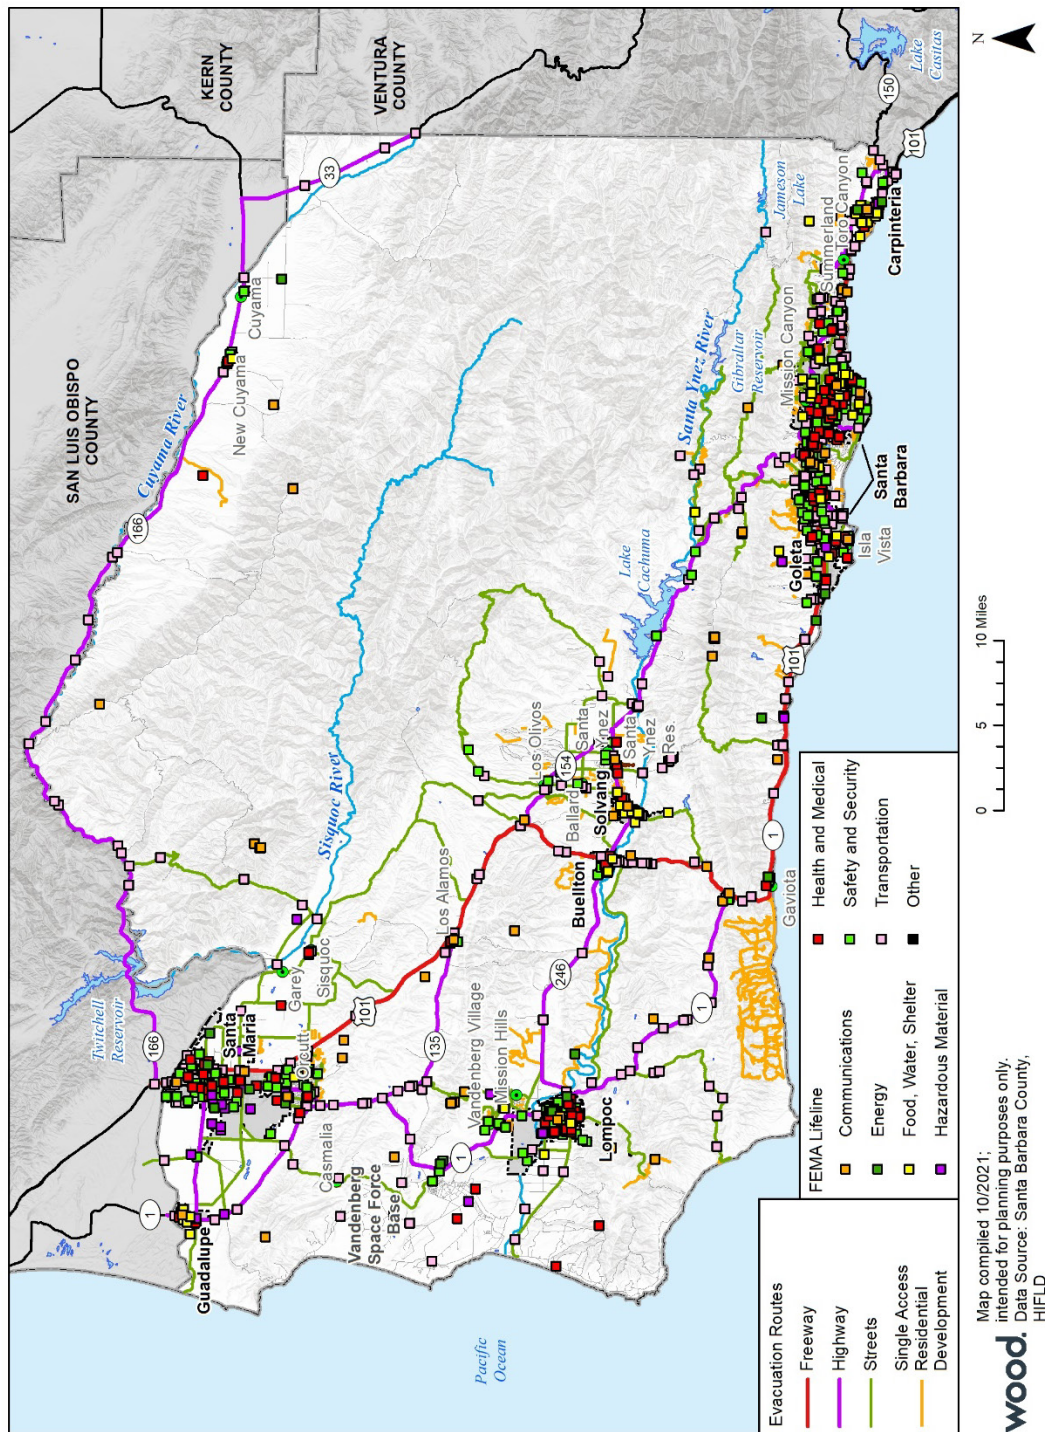 SAN LUIS OBISPO
COUNTY
KERN
COUNTY
VENTURA
COUNTY
Twitchell
Reservoir
Cuyama River
Sisquoc River
Santa Ynez River
Lake
Cachuma
Gibraltar
Reservoir
Jameson
Lake
Lake
Casitas
Pacific
Ocean
166
166
33
1
101
135
1
246
154
1
1
101
150
101
Guadalupe
Santa
Maria
Orcutt
Garey
Sisquoc
Casmalia
Vandenberg
Space Force
Base
Vandenberg Village
Mission Hills
Lompoc
Los Alamos
Los Olivos
Ballard
Santa
Ynez
Solvang
Santa
Ynez
Res.
Buellton
Gaviota
New Cuyama
Cuyama
Goleta
Isla
Vista
Santa
Barbara
Mission Canyon
Summerland
Toro Canyon
Carpinteria
N
0 5 10 Miles
Evacuation Routes
Freeway
Highway
Streets
Single Access
Residential
Development
FEMA Lifeline
Communications
Energy
Food, Water, Shelter
Hazardous Material
Health and Medical
Safety and Security
Transportation
Other
wood.
Map compiled 10/2021;
intended for planning purposes only.
Data Source: Santa Barbara County,
HIFLD